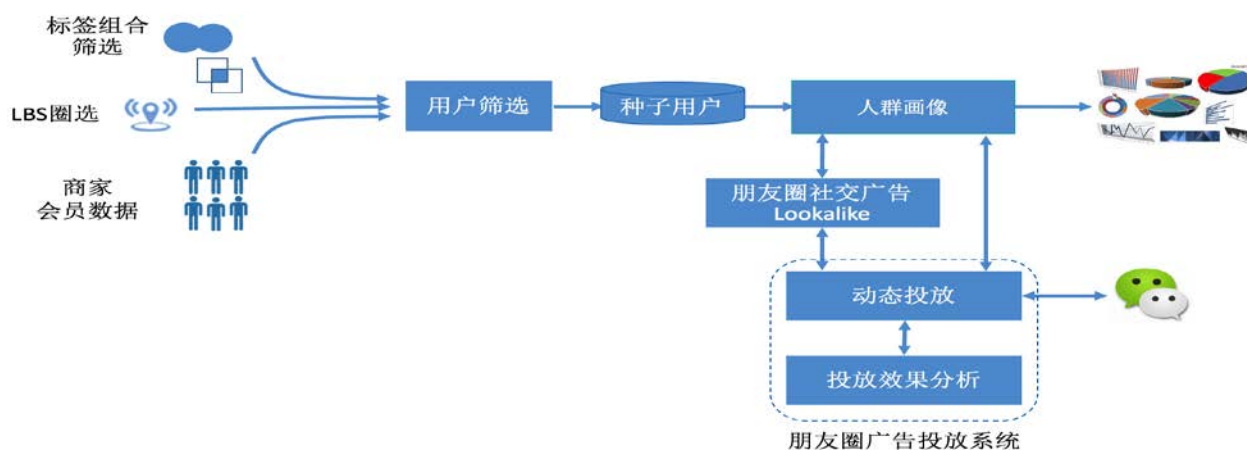 标签组合
筛选
LBS圈选
商家
会员数据
用户筛选
种子用户
人群画像
朋友圈社交广告
Lookalike
动态投放
投放效果分析
朋友圈广告投放系统